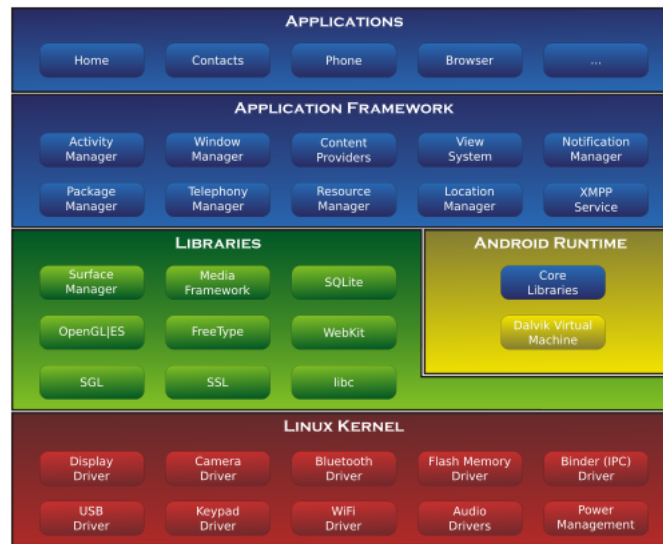 APPLICATIONS
Home Contacts Phone Browser ...
APPLICATION FRAMEWORK
Activity Manager Window Manager Content Providers View System Notification Manager
Package Manager Telephony Manager Resource Manager Location Manager XMPP Service
LIBRARIES
Surface Manager Media Framework SQLite
OpenGL|ES FreeType WebKit
SGL SSL libc
ANDROID RUNTIME
Core Libraries
Dalvik Virtual Machine
LINUX KERNEL
Display Driver Camera Driver Bluetooth Driver Flash Memory Driver Binder (IPC) Driver
USB Driver Keypad Driver WiFi Driver Audio Drivers Power Management